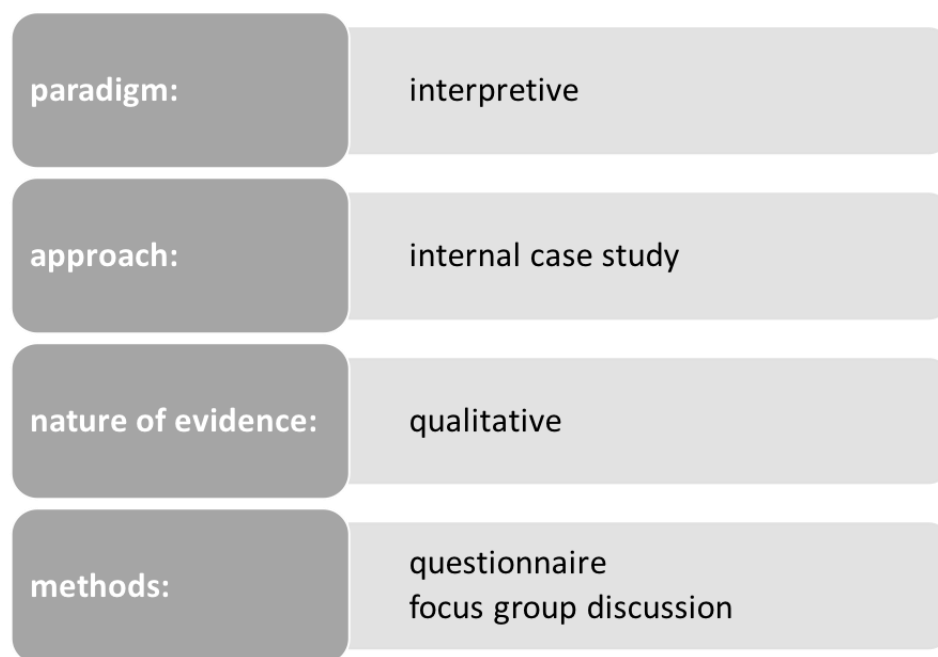 paradigm:
interpretive
approach:
internal case study
nature of evidence:
qualitative
methods:
questionnaire
focus group discussion